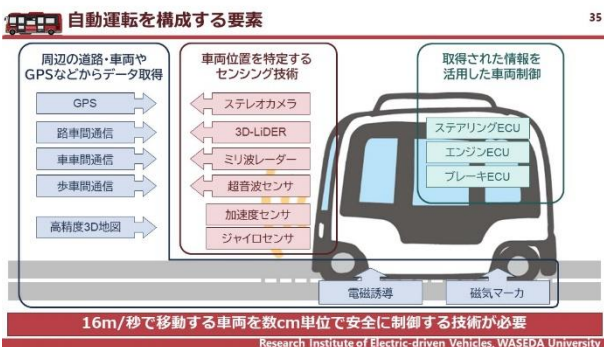 自動運転を構成する要素
35
周辺の道路・車両や
GPSなどからデータ取得
GPS
路車間通信
車車間通信
歩車間通信
高精度3D地図
車両位置を特定する
センシング技術
ステレオカメラ
3D-LiDER
ミリ波レーダー
超音波センサ
加速度センサ
ジャイロセンサ
取得された情報を
活用した車両制御
ステアリングECU
エンジンECU
ブレーキECU
電磁誘導
磁気マーカ
16m/秒で移動する車両を数cm単位で安全に制御する技術が必要
Research Institute of Electric-driven Vehicles, WASEDA University